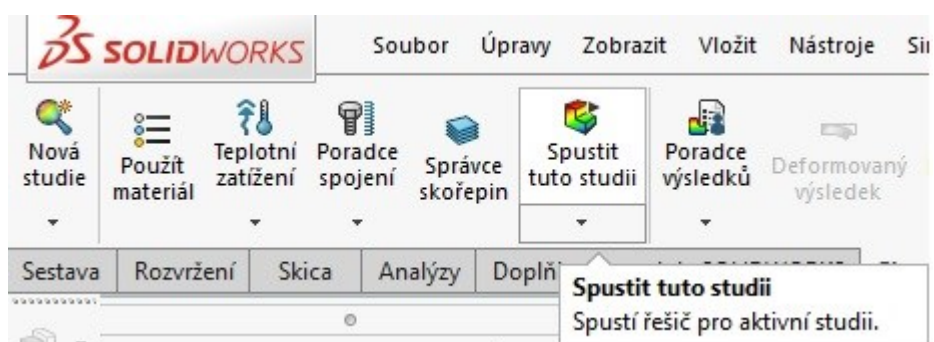 SOLIDWORKS Soubor Úpravy Zobrazit Vložit Nástroje
Nová studie
Použít materiál
Teplotní zatížení
Poradce spojení
Správce skořepin
Spustit tuto studii
Poradce výsledků
Deformovaný výsledek
Sestava Rozvržení Skica Analýzy
Spustit tuto studii
Spustí řešič pro aktivní studii.